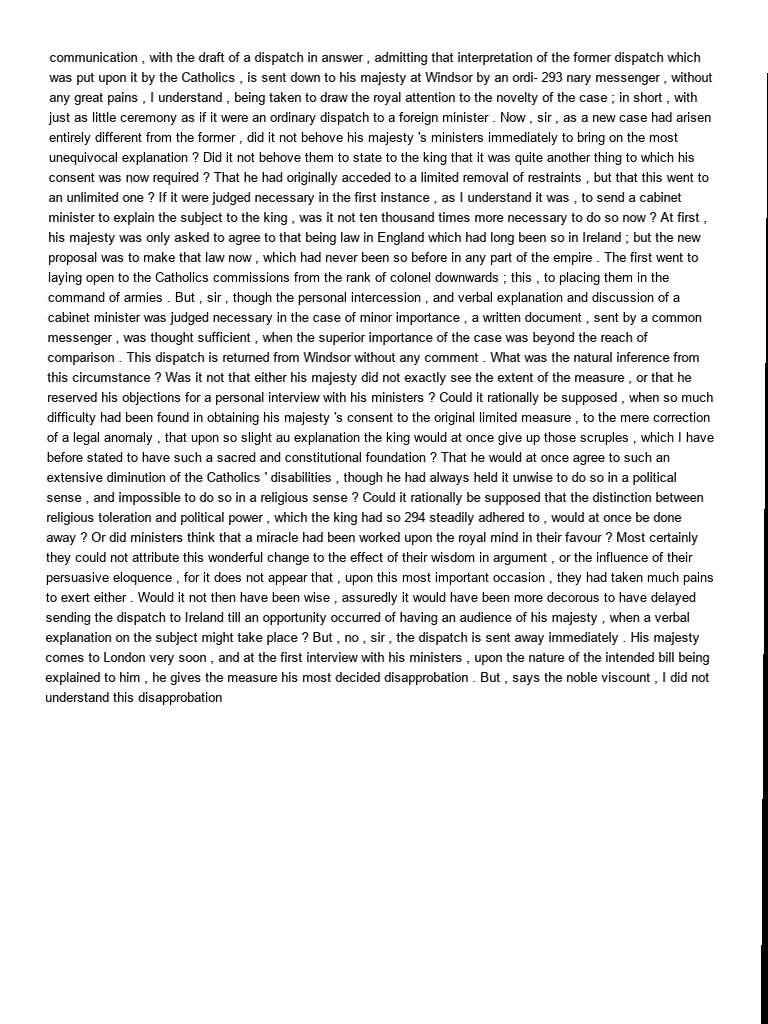 communication , with the draft of a dispatch in answer , admitting that interpretation of the former dispatch which
was put upon it by the Catholics , is sent down to his majesty at Windsor by an ordi- 293 nary messenger , without
any great pains , I understand , being taken to draw the royal attention to the novelty of the case ; in short , with
just as little ceremony as if it were an ordinary dispatch to a foreign minister . Now , sir , as a new case had arisen
entirely different from the former , did it not behove his majesty 's ministers immediately to bring on the most
unequivocal explanation ? Did it not behove them to state to the king that it was quite another thing to which his
consent was now required ? That he had originally acceded to a limited removal of restraints , but that this went to
an unlimited one ? If it were judged necessary in the first instance , as I understand it was , to send a cabinet
minister to explain the subject to the king , was it not ten thousand times more necessary to do so now ? At first ,
his majesty was only asked to agree to that being law in England which had long been so in Ireland ; but the new
proposal was to make that law now , which had never been so before in any part of the empire . The first went to
laying open to the Catholics commissions from the rank of colonel downwards ; this , to placing them in the
command of armies . But , sir , though the personal intercession , and verbal explanation and discussion of a
cabinet minister was judged necessary in the case of minor importance , a written document , sent by a common
messenger , was thought sufficient , when the superior importance of the case was beyond the reach of
comparison . This dispatch is returned from Windsor without any comment . What was the natural inference from
this circumstance ? Was it not that either his majesty did not exactly see the extent of the measure , or that he
reserved his objections for a personal interview with his ministers ? Could it rationally be supposed , when so much
difficulty had been found in obtaining his majesty 's consent to the original limited measure , to the mere correction
of a legal anomaly , that upon so slight au explanation the king would at once give up those scruples , which I have
before stated to have such a sacred and constitutional foundation ? That he would at once agree to such an
extensive diminution of the Catholics ' disabilities , though he had always held it unwise to do so in a political
sense , and impossible to do so in a religious sense ? Could it rationally be supposed that the distinction between
religious toleration and political power , which the king had so 294 steadily adhered to , would at once be done
away ? Or did ministers think that a miracle had been worked upon the royal mind in their favour ? Most certainly
they could not attribute this wonderful change to the effect of their wisdom in argument , or the influence of their
persuasive eloquence , for it does not appear that , upon this most important occasion , they had taken much pains
to exert either . Would it not then have been wise , assuredly it would have been more decorous to have delayed
sending the dispatch to Ireland till an opportunity occurred of having an audience of his majesty , when a verbal
explanation on the subject might take place ? But , no , sir , the dispatch is sent away immediately . His majesty
comes to London very soon , and at the first interview with his ministers , upon the nature of the intended bill being
explained to him , he gives the measure his most decided disapprobation . But , says the noble viscount , I did not
understand this disapprobation